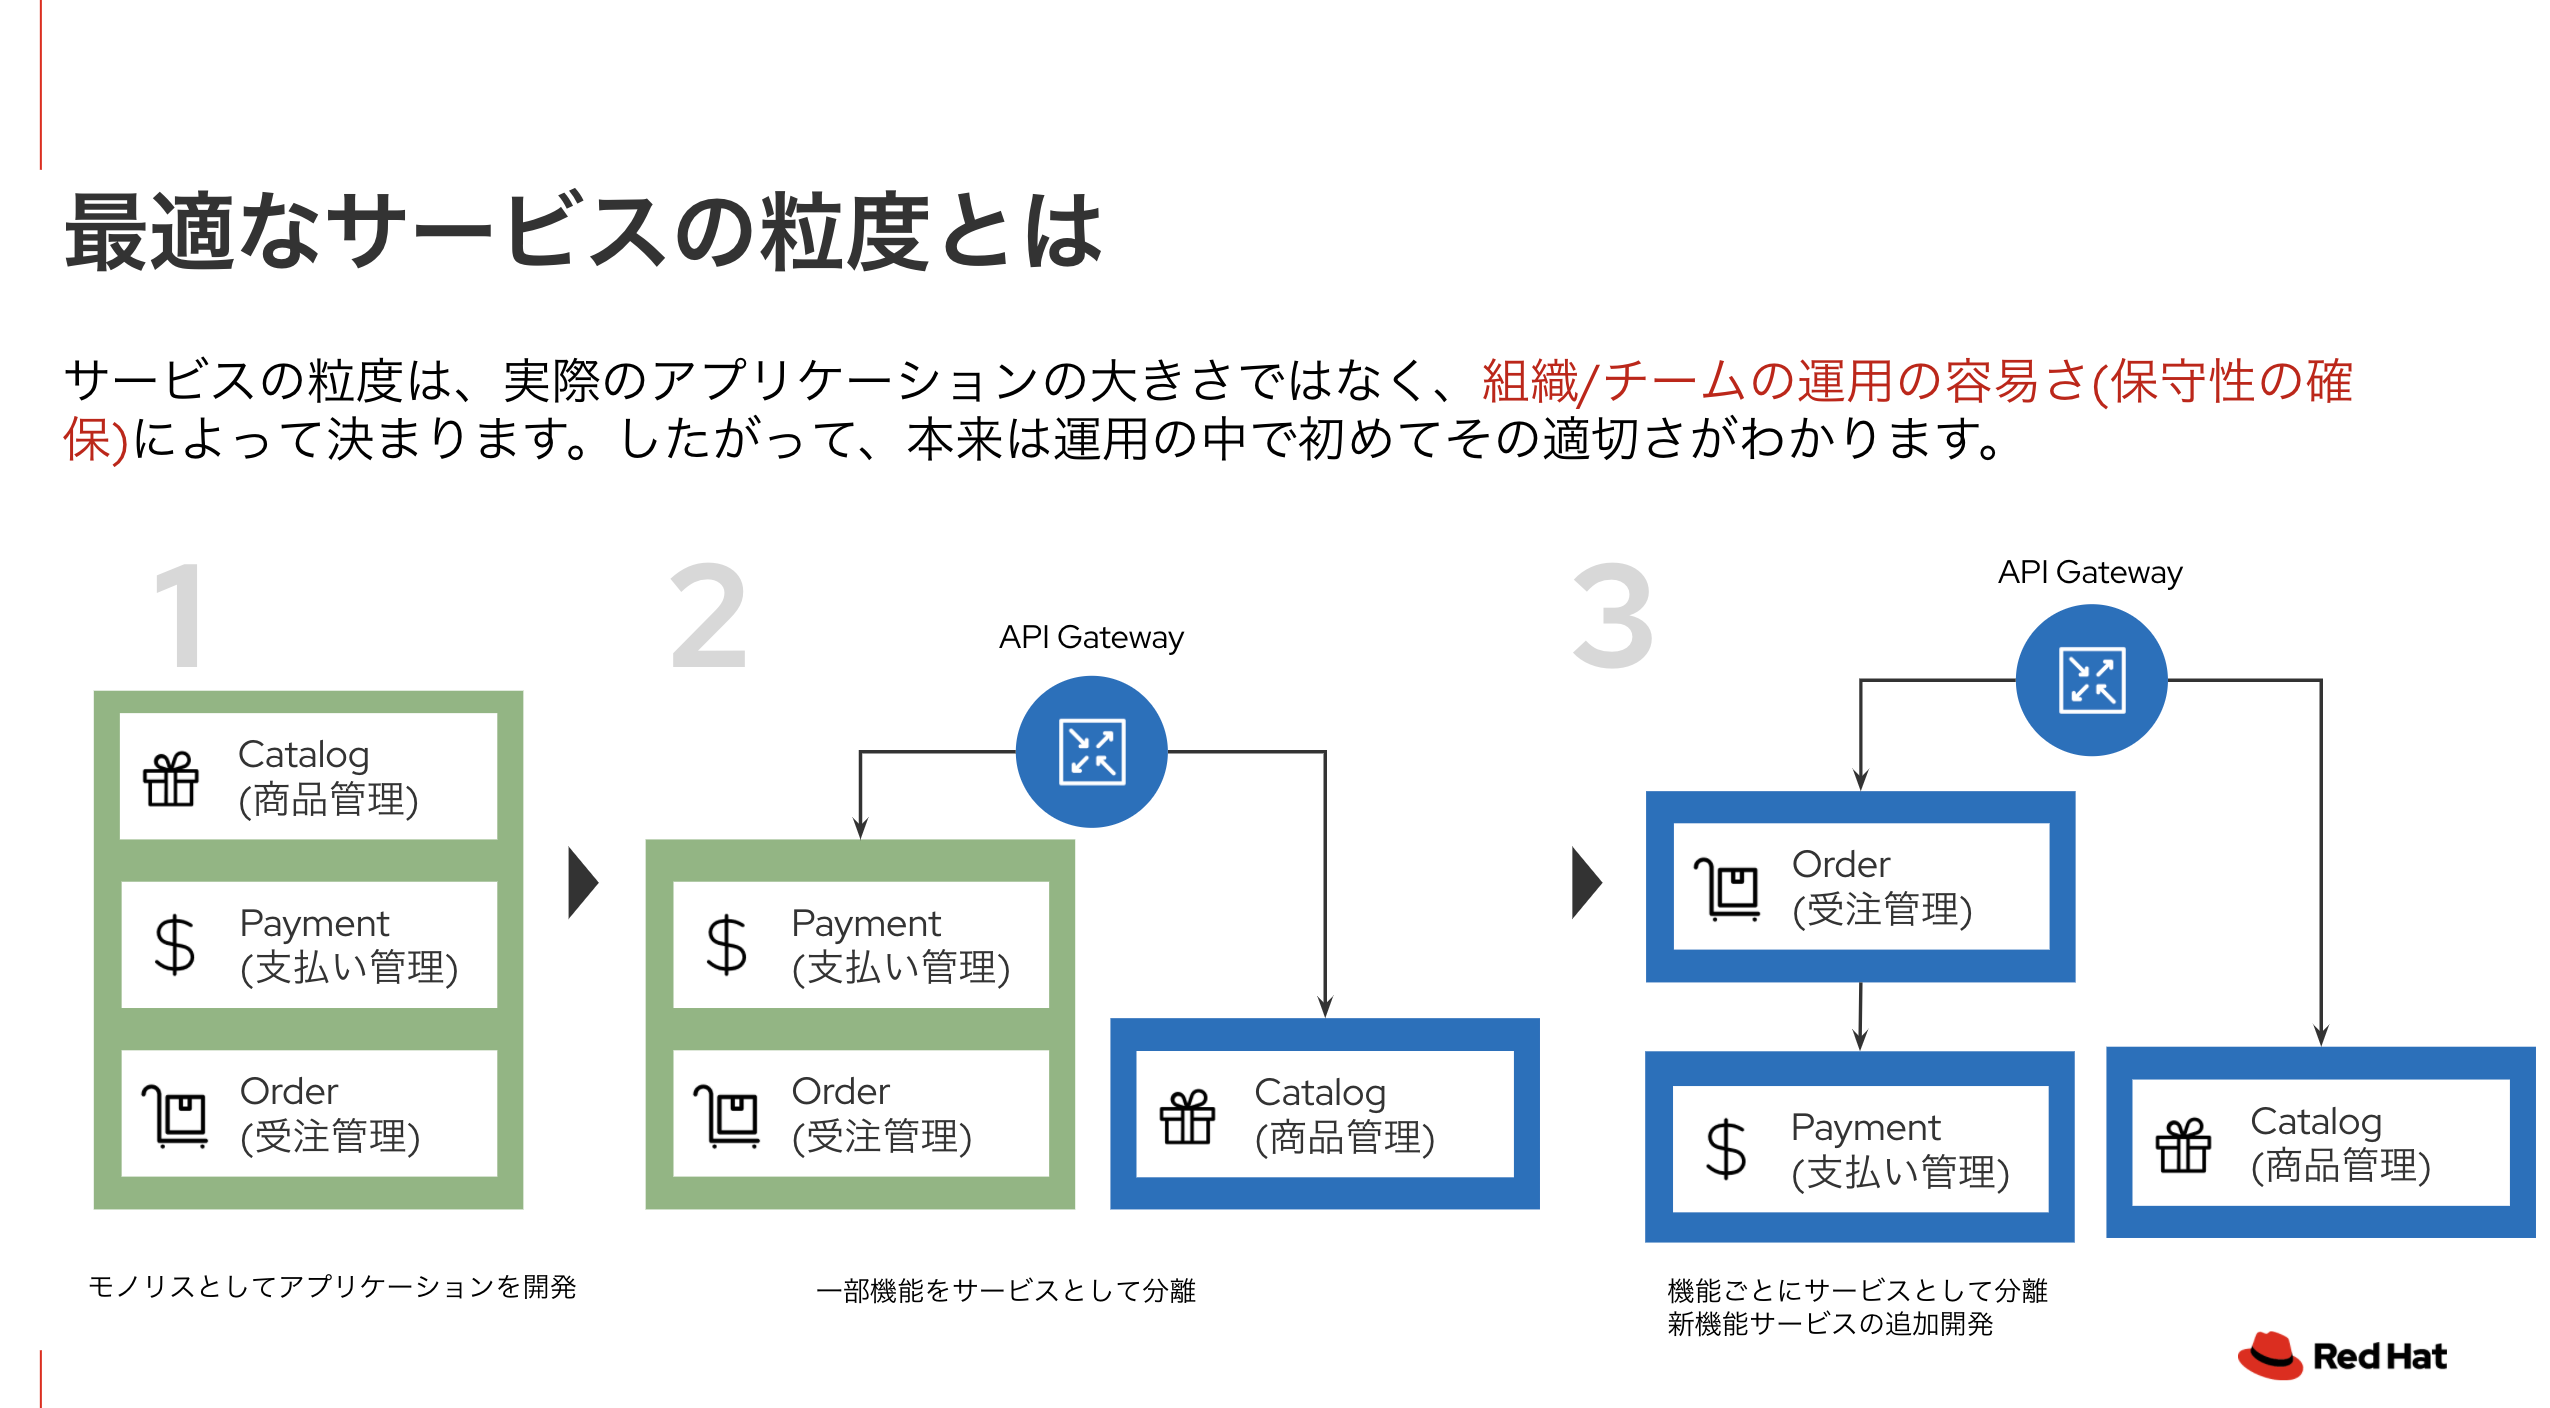 最適なサービスの粒度とは
サービスの粒度は、実際のアプリケーションの大きさではなく、組織/チームの運用の容易さ(保守性の確
保)によって決まります。したがって、本来は運用の中で初めてその適切さがわかります。
1
Catalog
(商品管理)
Payment
(支払い管理)
Order
(受注管理)
モノリスとしてアプリケーションを開発
2
API Gateway
Payment
(支払い管理)
Order
(受注管理)
Catalog
(商品管理)
一部機能をサービスとして分離
3
API Gateway
Order
(受注管理)
Payment
(支払い管理)
Catalog
(商品管理)
機能ごとにサービスとして分離
新機能サービスの追加開発
Red Hat